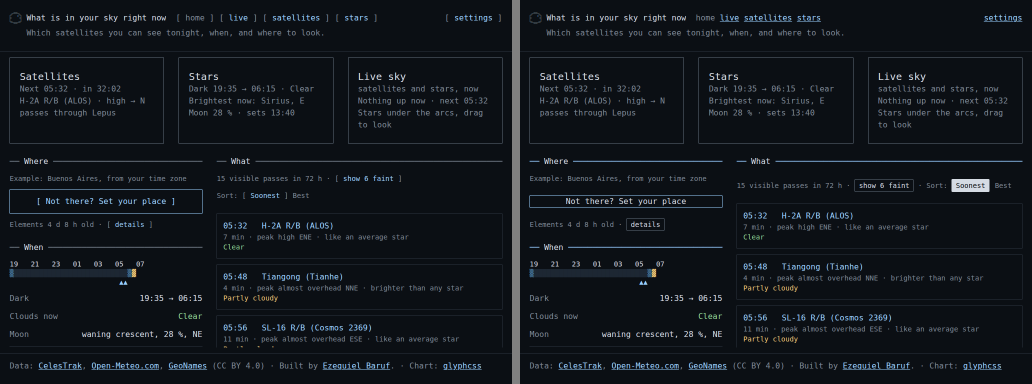 What is in your sky right now [ home ] [ live ] [ satellites ] [ stars ] [ settings ]
Which satellites you can see tonight, when, and where to look.
Satellites
Next 05:32 · in 32:02
H-2A R/B (ALOS) · high → N
passes through Lepus
Stars
Dark 19:35 → 06:15 · Clear
Brightest now: Sirius, E
Moon 28 % · sets 13:40
Live sky
satellites and stars, now
Nothing up now · next 05:32
Stars under the arcs, drag
to look
Where
Example: Buenos Aires, from your time zone
[ Not there? Set your place ]
Elements 4 d 8 h old · [ details ]
When
19 21 23 01 03 05 07
Dark 19:35 → 06:15
Clouds now Clear
Moon waning crescent, 28 %, NE
What
15 visible passes in 72 h · [ show 6 faint ]
Sort: [ Soonest ] Best
05:32 H-2A R/B (ALOS)
7 min · peak high ENE · like an average star
Clear
05:48 Tiangong (Tianhe)
4 min · peak almost overhead NNE · brighter than any star
Partly cloudy
05:56 SL-16 R/B (Cosmos 2369)
11 min · peak almost overhead ESE · like an average star
Data: CelesTrak, Open-Meteo.com, GeoNames (CC BY 4.0) · Built by Ezequiel Baruf. · Chart: glyphcss
What is in your sky right now home live satellites stars settings
Which satellites you can see tonight, when, and where to look.
Satellites
Next 05:32 · in 32:02
H-2A R/B (ALOS) · high → N
passes through Lepus
Stars
Dark 19:35 → 06:15 · Clear
Brightest now: Sirius, E
Moon 28 % · sets 13:40
Live sky
satellites and stars, now
Nothing up now · next 05:32
Stars under the arcs, drag
to look
Where
Example: Buenos Aires, from your time zone
Not there? Set your place
Elements 4 d 8 h old · details
When
19 21 23 01 03 05 07
Dark 19:35 → 06:15
Clouds now Clear
Moon waning crescent, 28 %, NE
What
15 visible passes in 72 h · show 6 faint · Sort: Soonest Best
05:32 H-2A R/B (ALOS)
7 min · peak high ENE · like an average star
Clear
05:48 Tiangong (Tianhe)
4 min · peak almost overhead NNE · brighter than any star
Partly cloudy
05:56 SL-16 R/B (Cosmos 2369)
11 min · peak almost overhead ESE · like an average star
Partly cloudy
Data: CelesTrak, Open-Meteo.com, GeoNames (CC BY 4.0) · Built by Ezequiel Baruf. · Chart: glyphcss